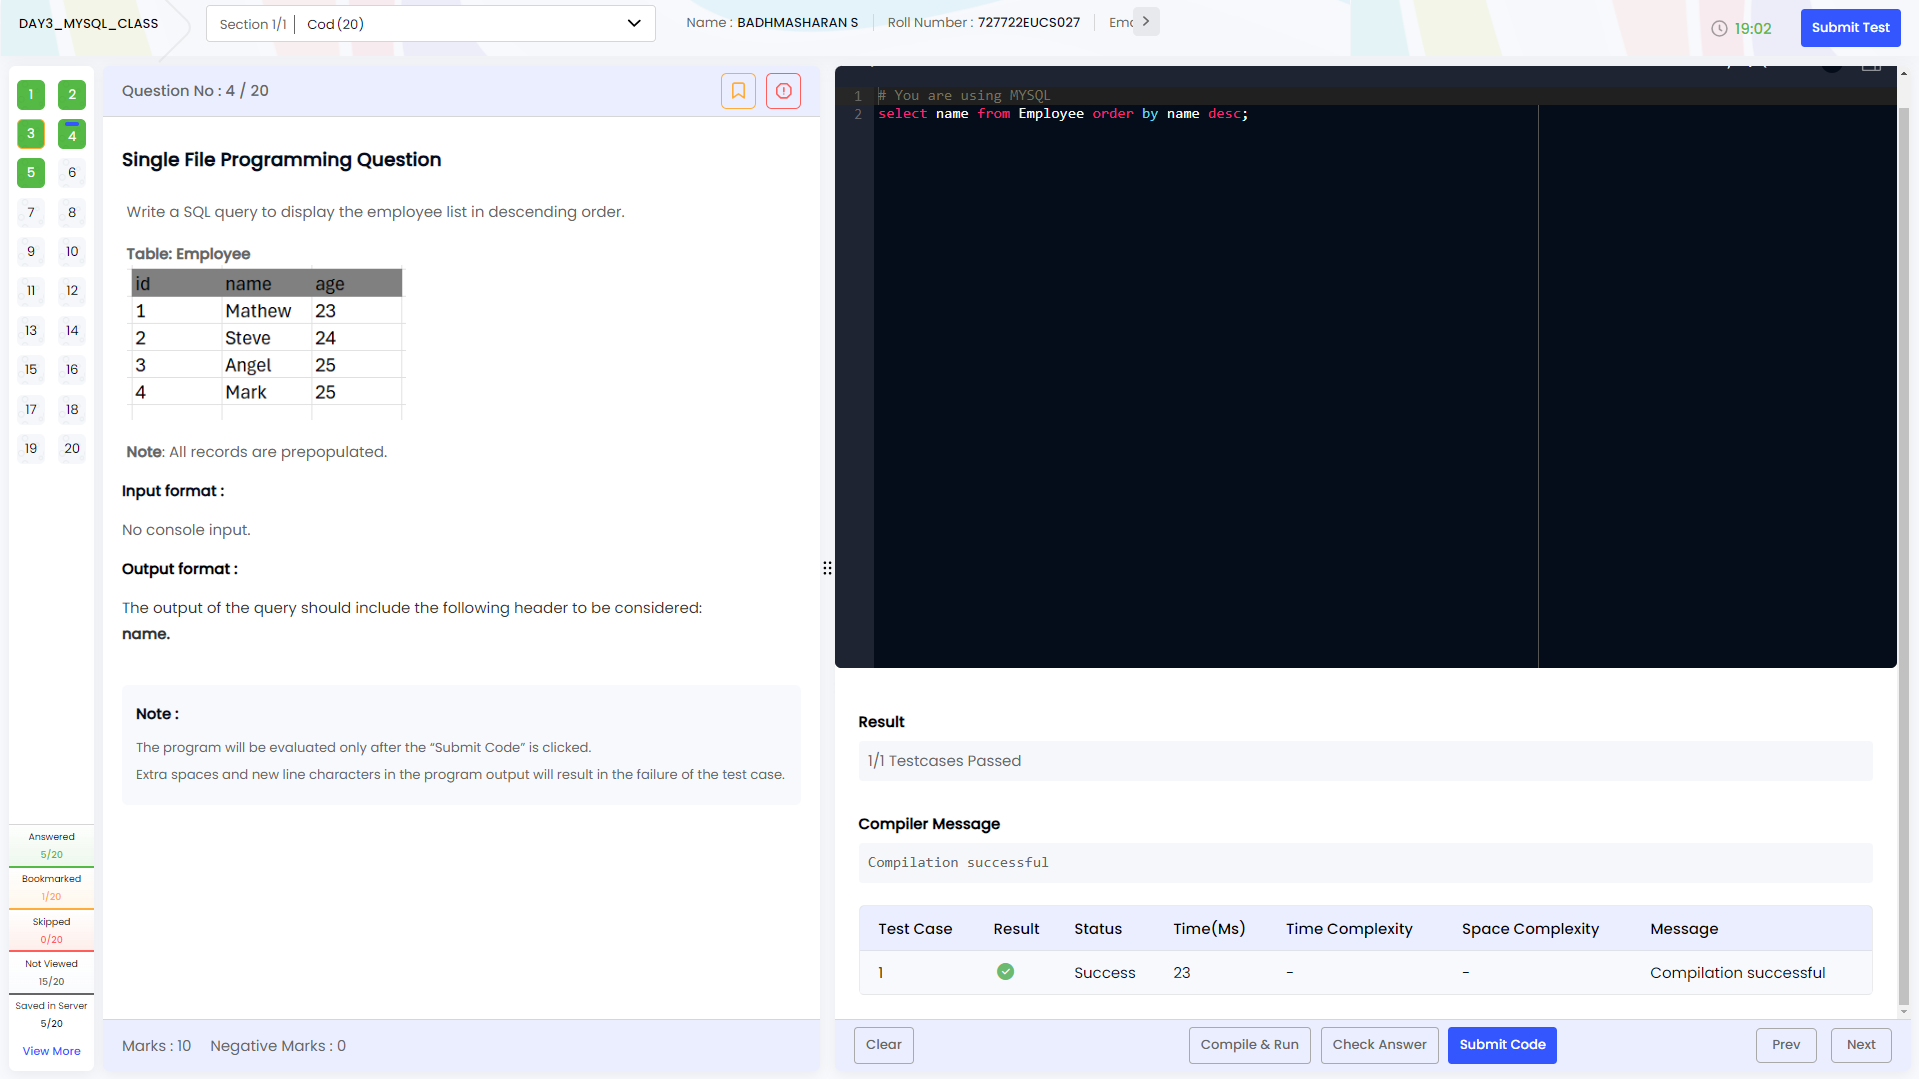 DAY3_MYSQL_CLASS
Section 1/1 | Cod (20)
Name : BADHMASHARAN S
Roll Number : 727722EUCS027
19:02
Submit Test
1 2
3 4
5 6
7 8
9 10
11 12
13 14
15 16
17 18
19 20
Answered
5/20
Bookmarked
1/20
Skipped
0/20
Not Viewed
15/20
Saved in Server
5/20
View More
Question No : 4 / 20
Single File Programming Question
Write a SQL query to display the employee list in descending order.
Table: Employee
id name age
1 Mathew 23
2 Steve 24
3 Angel 25
4 Mark 25
Note: All records are prepopulated.
Input format :
No console input.
Output format :
The output of the query should include the following header to be considered:
name.
Note :
The program will be evaluated only after the “Submit Code” is clicked.
Extra spaces and new line characters in the program output will result in the failure of the test case.
Marks : 10 Negative Marks : 0
1 # You are using MYSQL
2 select name from Employee order by name desc;
Result
1/1 Testcases Passed
Compiler Message
Compilation successful
Test Case Result Status Time(Ms) Time Complexity Space Complexity Message
1 Success 23 - - Compilation successful
Clear
Compile & Run
Check Answer
Submit Code
Prev
Next